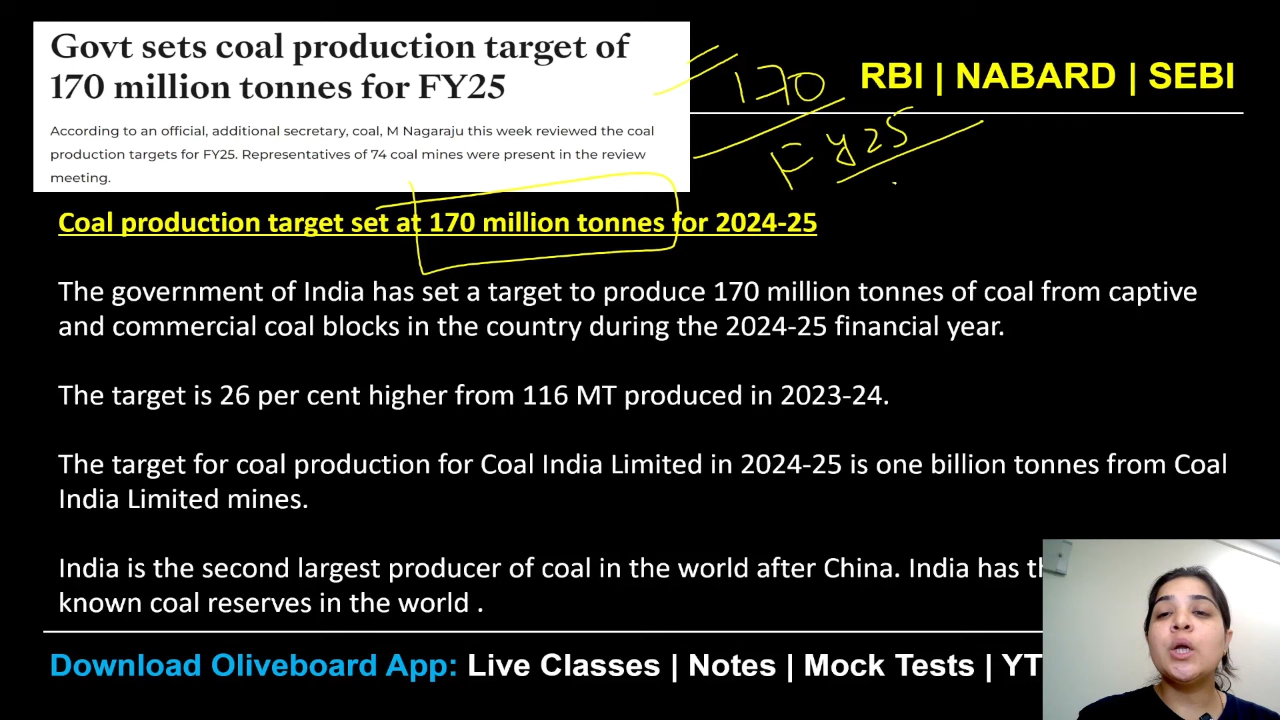 Govt sets coal production target of
170 million tonnes for FY25
According to an official, additional secretary, coal, M Nagaraju this week reviewed the coal
production targets for FY25. Representatives of 74 coal mines were present in the review
meeting.
170
FY25
RBI | NABARD | SEBI
Coal production target set at 170 million tonnes for 2024-25
The government of India has set a target to produce 170 million tonnes of coal from captive
and commercial coal blocks in the country during the 2024-25 financial year.
The target is 26 per cent higher from 116 MT produced in 2023-24.
The target for coal production for Coal India Limited in 2024-25 is one billion tonnes from Coal
India Limited mines.
India is the second largest producer of coal in the world after China. India has
known coal reserves in the world .
Download Oliveboard App: Live Classes | Notes | Mock Tests | YT